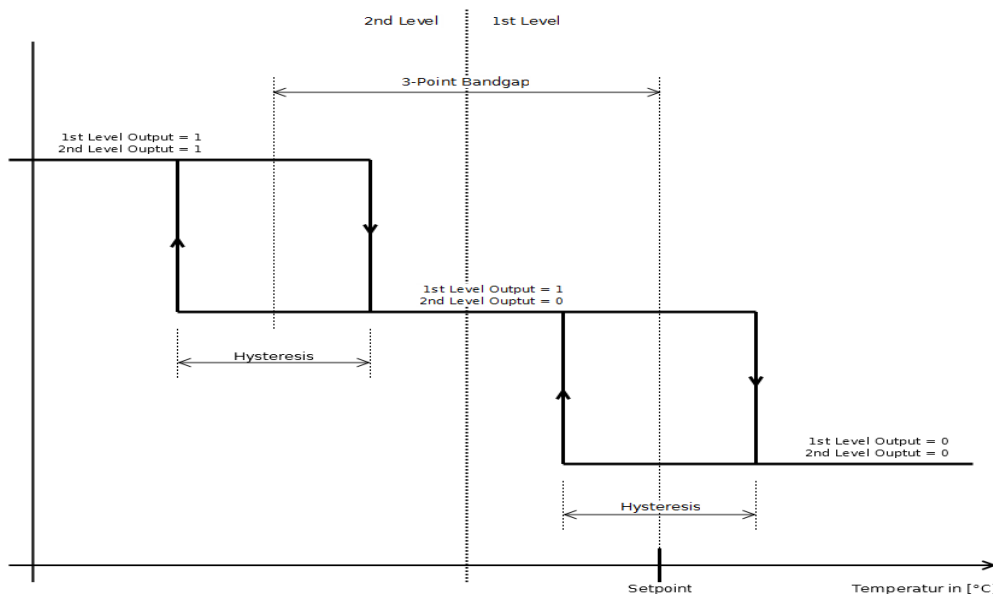 2nd Level
1st Level
3-Point Bandgap
1st Level Output = 1
2nd Level Ouptut = 1
1st Level Output = 1
2nd Level Ouptut = 0
Hysteresis
1st Level Output = 0
2nd Level Ouptut = 0
Hysteresis
Setpoint
Temperatur in [°C